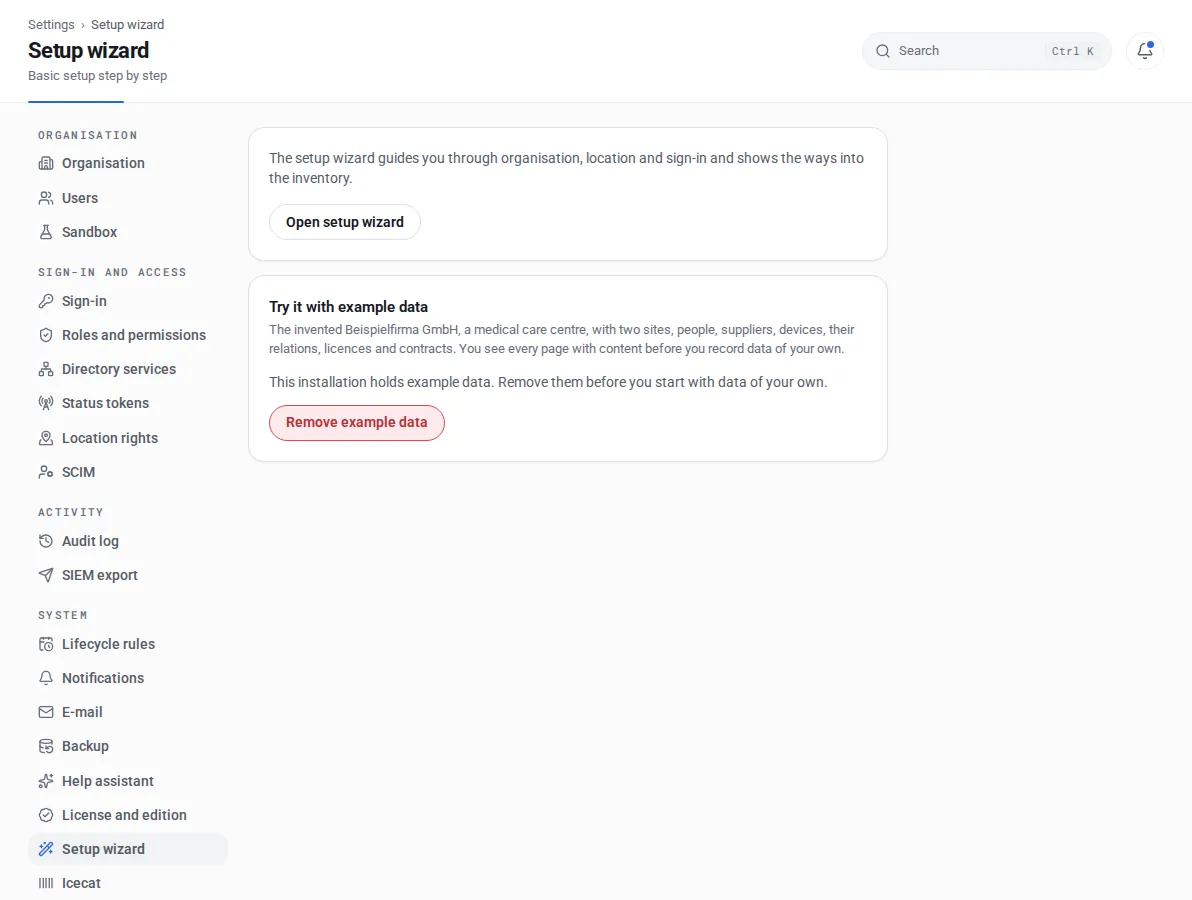 Settings › Setup wizard
Setup wizard
Basic setup step by step
Search
Ctrl K
ORGANISATION
Organisation
Users
Sandbox
SIGN-IN AND ACCESS
Sign-in
Roles and permissions
Directory services
Status tokens
Location rights
SCIM
ACTIVITY
Audit log
SIEM export
SYSTEM
Lifecycle rules
Notifications
E-mail
Backup
Help assistant
License and edition
Setup wizard
Icecat
The setup wizard guides you through organisation, location and sign-in and shows the ways into
the inventory.
Open setup wizard
Try it with example data
The invented Beispielfirma GmbH, a medical care centre, with two sites, people, suppliers, devices, their
relations, licences and contracts. You see every page with content before you record data of your own.
This installation holds example data. Remove them before you start with data of your own.
Remove example data